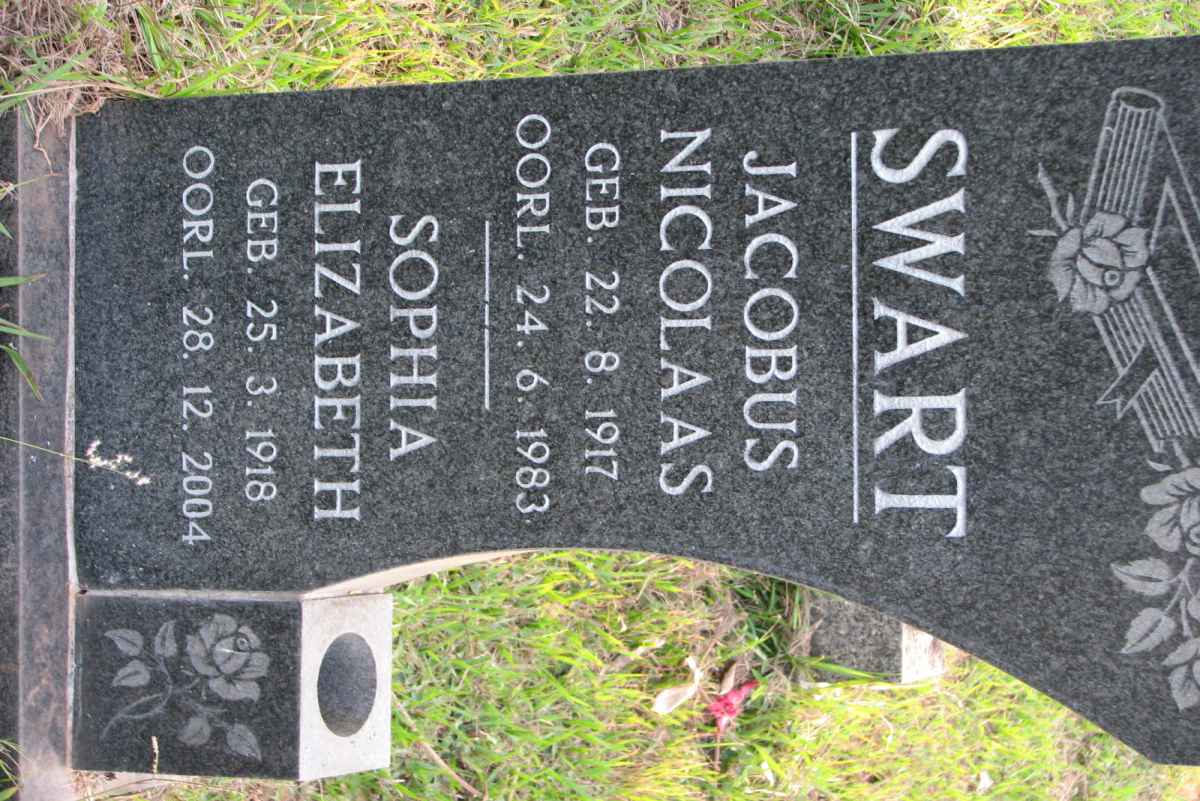 SWART
JACOBUS
NICOLAAS
GEB. 22. 8. 1917
OORL. 24. 6. 1983
SOPHIA
ELIZABETH
GEB. 25. 3. 1918
OORL. 28. 12. 2004